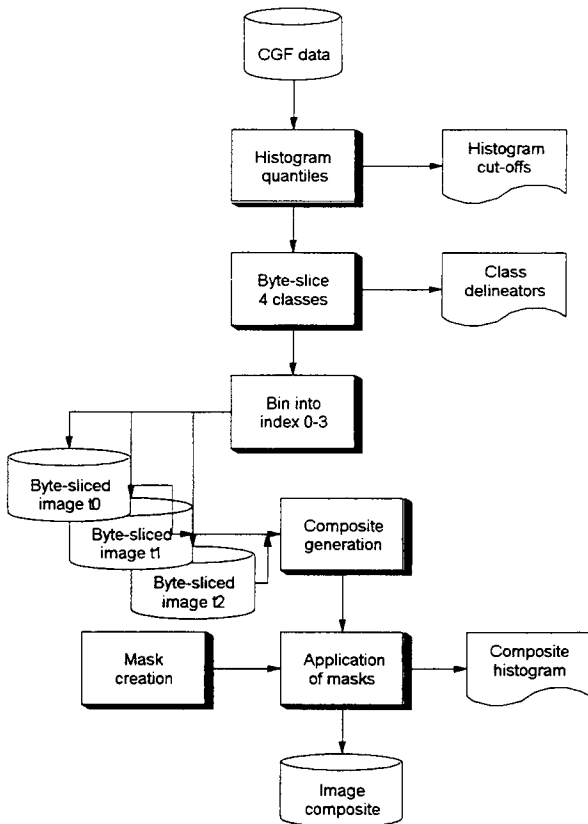 CGF data
Histogram
quantiles
Histogram
cut-offs
Byte-slice
4 classes
Class
delineators
Bin into
index 0-3
Byte-sliced
image t0
Byte-sliced
image t1
Byte-sliced
image t2
Composite
generation
Mask
creation
Application
of masks
Composite
histogram
Image
composite